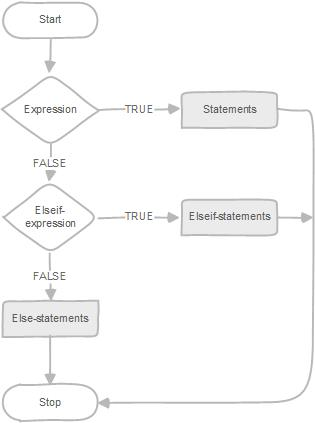 Start
Expression
TRUE
Statements
FALSE
Elseif-
expression
TRUE
Elseif-statements
FALSE
Else-statements
Stop